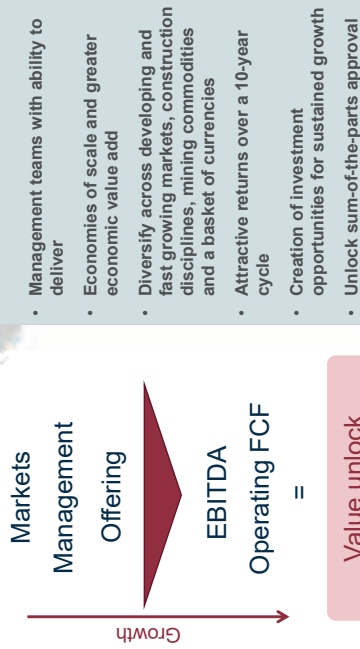 Markets
Management
Offering
EBITDA
Operating FCF
=
Value unlock
Growth
• Management teams with ability to
deliver
• Economies of scale and greater
economic value add
• Diversify across developing and
fast growing markets, construction
disciplines, mining commodities
and a basket of currencies
• Attractive returns over a 10-year
cycle
• Creation of investment
opportunities for sustained growth
• Unlock sum-of-the-parts approval